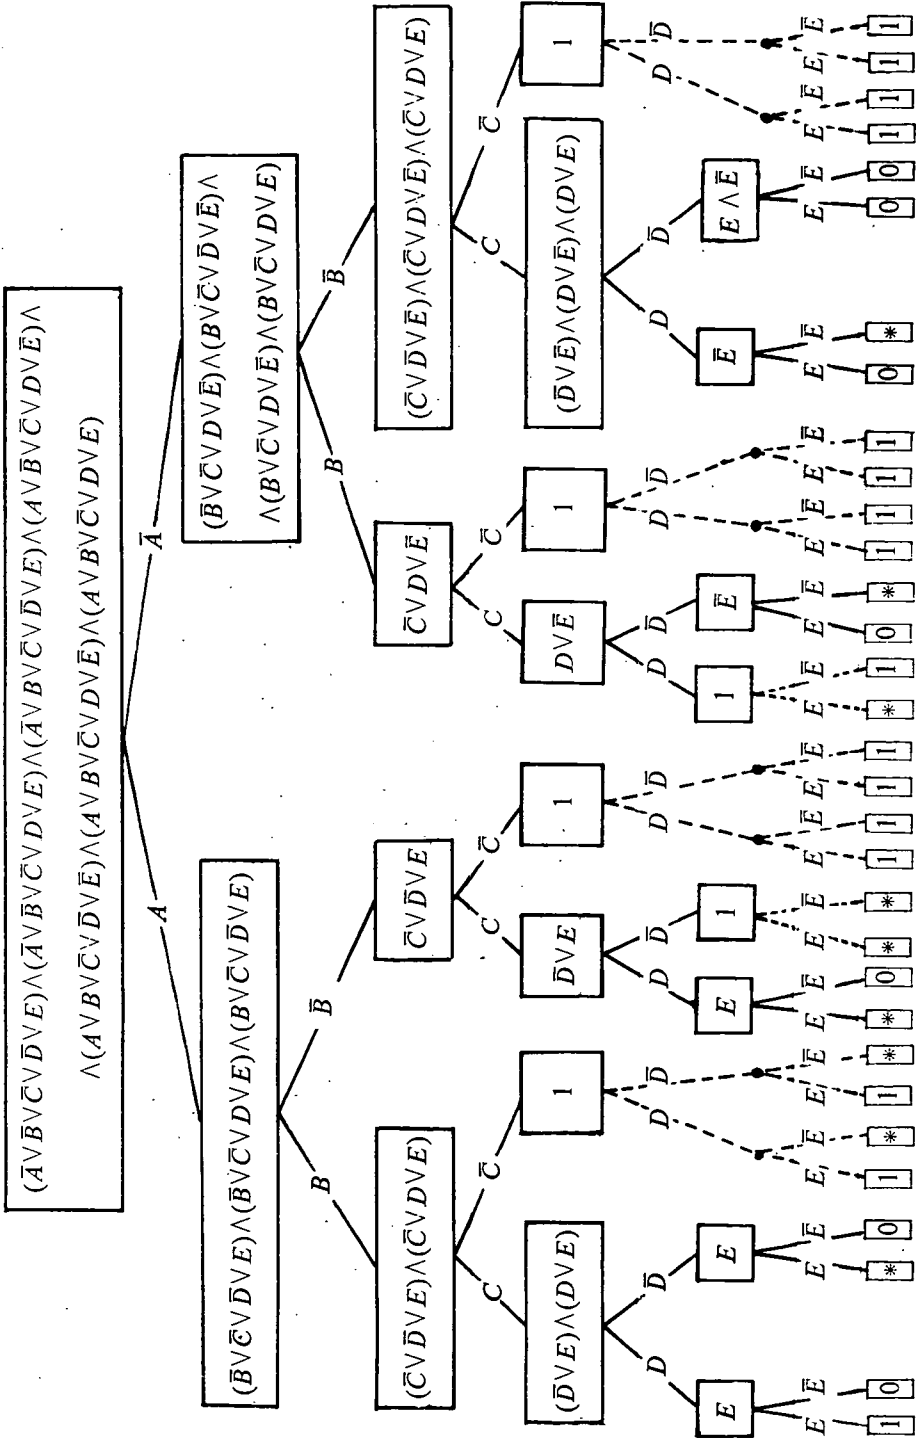 (A̅∨B̅∨C̅∨D̅∨E)∧(A̅∨B̅∨C̅∨D∨E)∧(A̅∨B∨C̅∨D̅∨E)∧(A∨B̅∨C̅∨D∨E̅)∧
∧(A∨B∨C̅∨D̅∨E̅)∧(A∨B∨C̅∨D∨E̅)∧(A∨B∨C̅∨D∨E)
A A̅
(B̅∨C̅∨D̅∨E)∧(B̅∨C̅∨D∨E)∧(B∨C̅∨D̅∨E)
(B̅∨C̅∨D∨E̅)∧(B∨C̅∨D̅∨E̅)∧
∧(B∨C̅∨D∨E̅)∧(B∨C̅∨D∨E)
B B̅ B B̅
(C̅∨D̅∨E)∧(C̅∨D∨E) C̅∨D̅∨E C̅∨D∨E̅ (C̅∨D̅∨E̅)∧(C̅∨D∨E̅)∧(C̅∨D∨E)
C C̅ C C̅ C C̅ C C̅
(D̅∨E)∧(D∨E) 1 D̅∨E 1 D∨E̅ 1 (D̅∨E̅)∧(D∨E̅)∧(D∨E) 1
D D̅ D D̅ D D̅ D D̅ D D̅ D D̅ D D̅ D D̅
E E E 1 1 E̅ E̅ E∧E̅
E E̅ E E̅ E E̅ E E̅ E E̅ E E̅ E E̅ E E̅ E E̅ E E̅ E E̅ E E̅ E E̅ E E̅ E E̅ E E̅
1 0 * 0 1 * 1 * * 0 * * 1 1 1 1 * 1 0 * 1 1 1 1 0 * 0 0 1 1 1 1